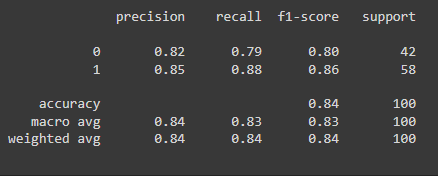 precision recall f1-score support
0 0.82 0.79 0.80 42
1 0.85 0.88 0.86 58
accuracy 0.84 100
macro avg 0.84 0.83 0.83 100
weighted avg 0.84 0.84 0.84 100